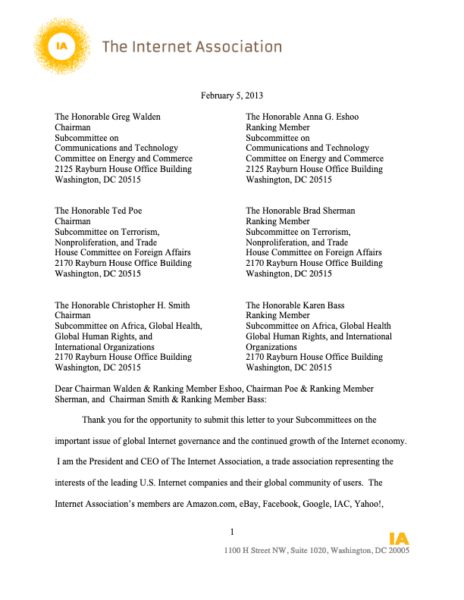 IA
The Internet Association
February 5, 2013
The Honorable Greg Walden
Chairman
Subcommittee on
Communications and Technology
Committee on Energy and Commerce
2125 Rayburn House Office Building
Washington, DC 20515
The Honorable Anna G. Eshoo
Ranking Member
Subcommittee on
Communications and Technology
Committee on Energy and Commerce
2125 Rayburn House Office Building
Washington, DC 20515
The Honorable Ted Poe
Chairman
Subcommittee on Terrorism,
Nonproliferation, and Trade
House Committee on Foreign Affairs
2170 Rayburn House Office Building
Washington, DC 20515
The Honorable Brad Sherman
Ranking Member
Subcommittee on Terrorism,
Nonproliferation, and Trade
House Committee on Foreign Affairs
2170 Rayburn House Office Building
Washington, DC 20515
The Honorable Christopher H. Smith
Chairman
Subcommittee on Africa, Global Health,
Global Human Rights, and
International Organizations
2170 Rayburn House Office Building
Washington, DC 20515
The Honorable Karen Bass
Ranking Member
Subcommittee on Africa, Global Health
Global Human Rights, and International
Organizations
2170 Rayburn House Office Building
Washington, DC 20515
Dear Chairman Walden & Ranking Member Eshoo, Chairman Poe & Ranking Member
Sherman, and  Chairman Smith & Ranking Member Bass:
Thank you for the opportunity to submit this letter to your Subcommittees on the
important issue of global Internet governance and the continued growth of the Internet economy.
I am the President and CEO of The Internet Association, a trade association representing the
interests of the leading U.S. Internet companies and their global community of users.  The
Internet Association's members are Amazon.com, eBay, Facebook, Google, IAC, Yahoo!,
1
IA
1100 H Street NW, Suite 1020, Washington, DC 20005